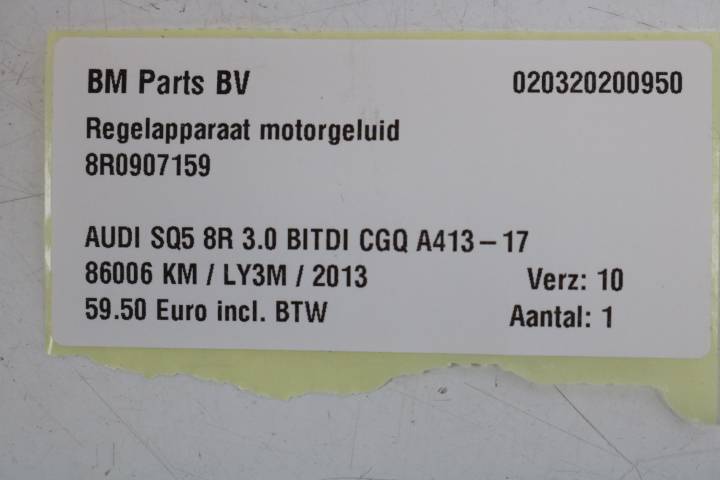 BM Parts BV 020320200950
Regelapparaat motorgeluid
8R0907159
AUDI SQ5 8R 3.0 BITDI CGQ A413-17
86006 KM / LY3M / 2013 Verz: 10
59.50 Euro incl. BTW Aantal: 1